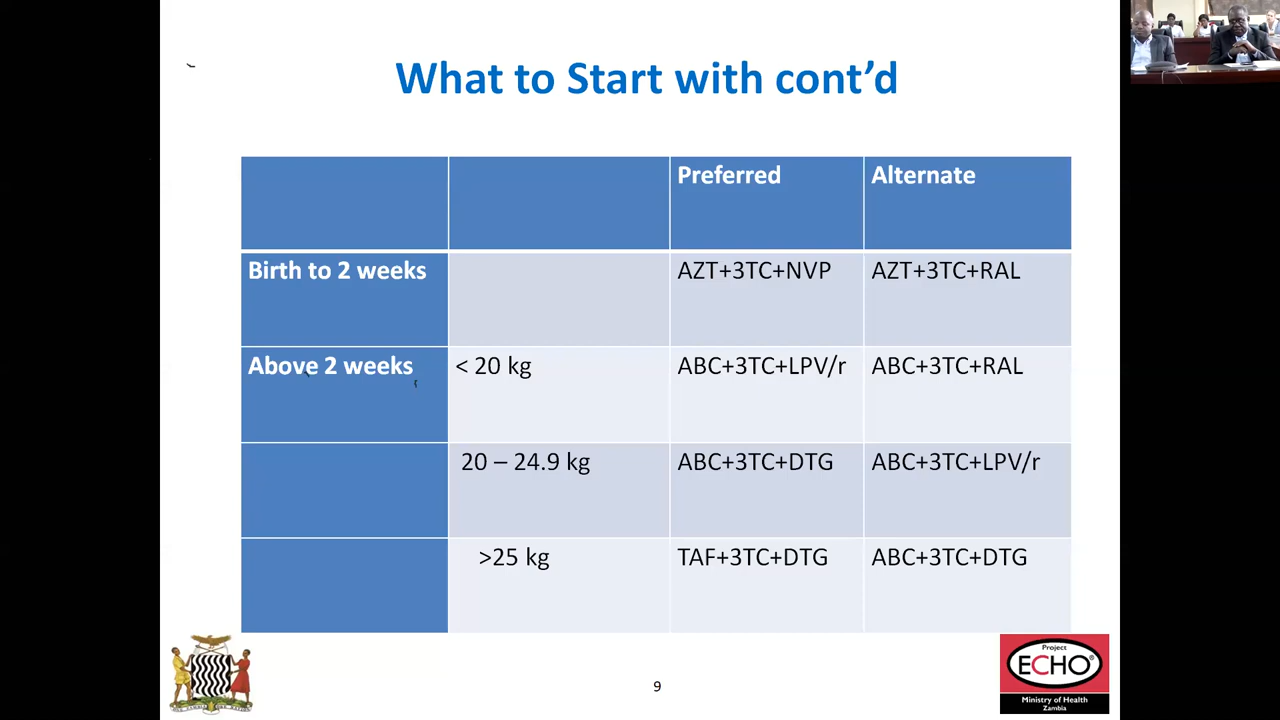 What to Start with cont’d
Preferred Alternate
Birth to 2 weeks AZT+3TC+NVP AZT+3TC+RAL
Above 2 weeks < 20 kg ABC+3TC+LPV/r ABC+3TC+RAL
20 – 24.9 kg ABC+3TC+DTG ABC+3TC+LPV/r
>25 kg TAF+3TC+DTG ABC+3TC+DTG
Project
ECHO®
Ministry of Health
Zambia
9